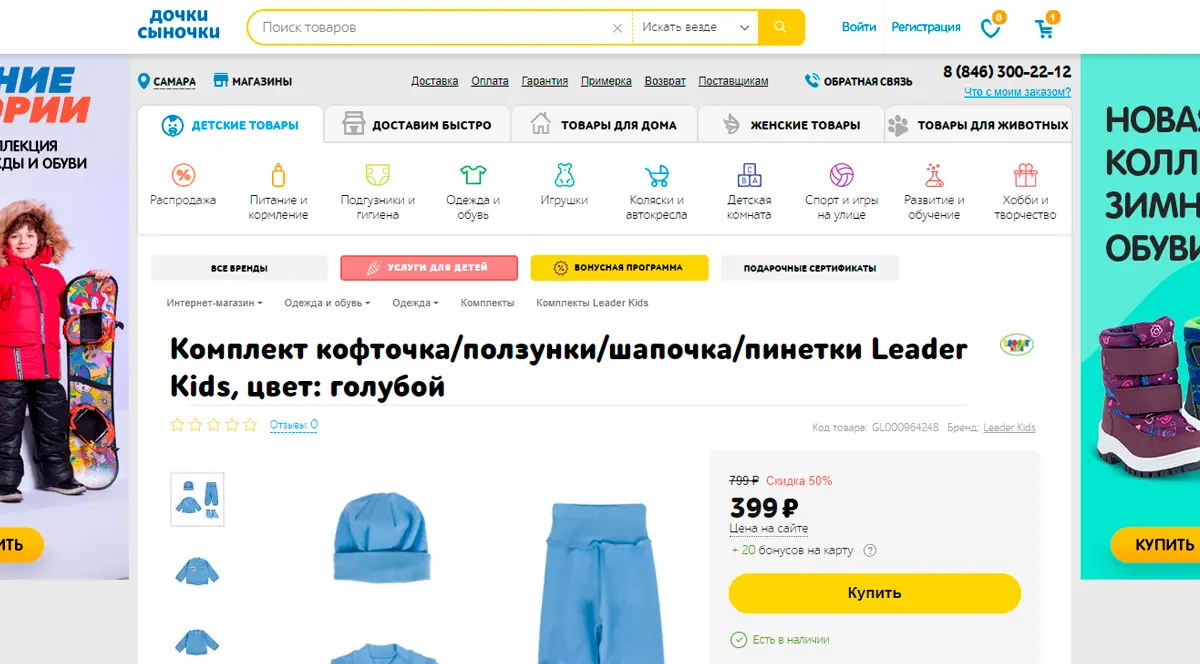 дочки
сыночки
Поиск товаров
Искать везде
Войти
Регистрация
0
1
НИЕ
ОРИИ
ЛЛЕКЦИЯ
ЖДЫ И ОБУВИ
ИТЬ
САМАРА
МАГАЗИНЫ
Доставка
Оплата
Гарантия
Примерка
Возврат
Поставщикам
ОБРАТНАЯ СВЯЗЬ
8 (846) 300-22-12
Что с моим заказом?
ДЕТСКИЕ ТОВАРЫ
ДОСТАВИМ БЫСТРО
ТОВАРЫ ДЛЯ ДОМА
ЖЕНСКИЕ ТОВАРЫ
ТОВАРЫ ДЛЯ ЖИВОТНЫХ
Распродажа
Питание и
кормление
Подгузники и
гигиена
Одежда и
обувь
Игрушки
Коляски и
автокресла
C
B A
Детская
комната
Спорт и игры
на улице
Развитие и
обучение
Хобби и
творчество
ВСЕ БРЕНДЫ
УСЛУГИ ДЛЯ ДЕТЕЙ
БОНУСНАЯ ПРОГРАММА
ПОДАРОЧНЫЕ СЕРТИФИКАТЫ
Интернет-магазин
Одежда и обувь
Одежда
Комплекты
Комплекты Leader Kids
Комплект кофточка/ползунки/шапочка/пинетки Leader
Kids, цвет: голубой
Leader
Kids
Отзывы: 0
Код товара: GL000964248 Бренд: Leader Kids
799 ₽ Скидка 50%
399 ₽
Цена на сайте
+ 20 бонусов на карту ?
Купить
Есть в наличии
НОВАЯ
КОЛЛ
ЗИМН
ОБУВИ
КУПИТЬ